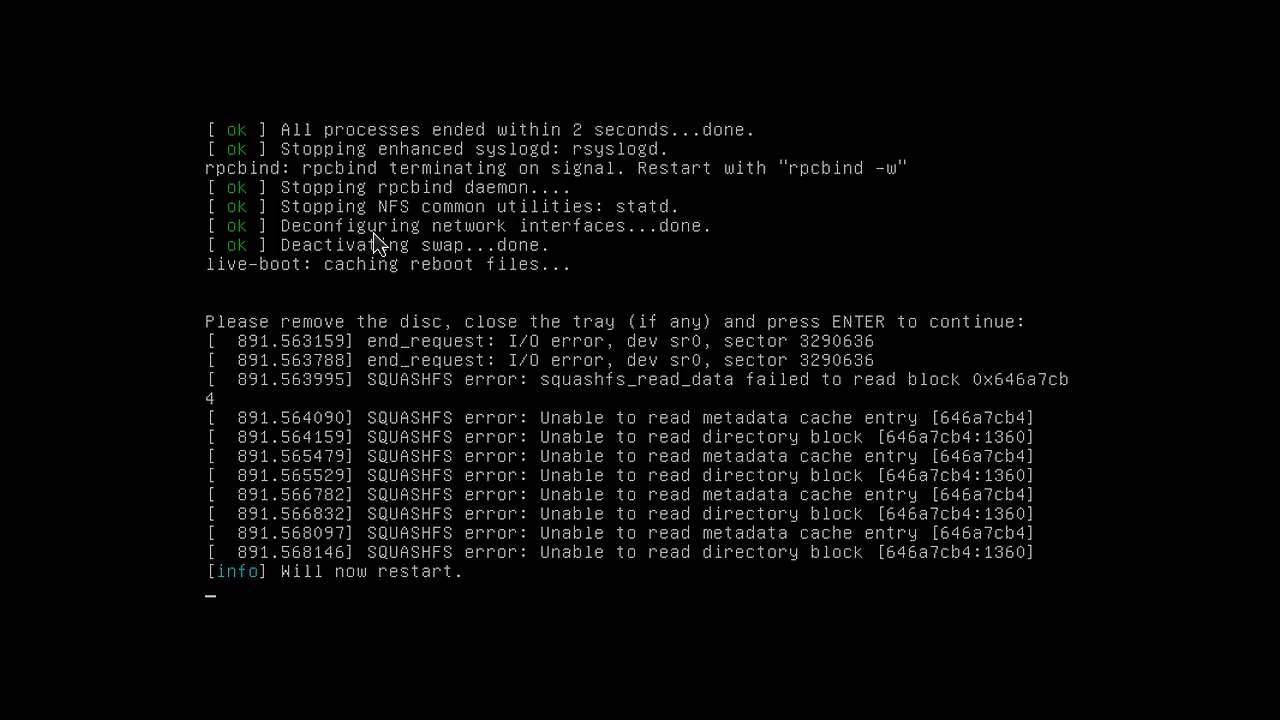 [ ok ] All processes ended within 2 seconds...done.
[ ok ] Stopping enhanced syslogd: rsyslogd.
rpcbind: rpcbind terminating on signal. Restart with "rpcbind -w"
[ ok ] Stopping rpcbind daemon....
[ ok ] Stopping NFS common utilities: statd.
[ ok ] Deconfiguring network interfaces...done.
[ ok ] Deactivating swap...done.
live-boot: caching reboot files...
Please remove the disc, close the tray (if any) and press ENTER to continue:
[  891.563159] end_request: I/O error, dev sr0, sector 3290636
[  891.563788] end_request: I/O error, dev sr0, sector 3290636
[  891.563995] SQUASHFS error: squashfs_read_data failed to read block 0x646a7cb
4
[  891.564090] SQUASHFS error: Unable to read metadata cache entry [646a7cb4]
[  891.564159] SQUASHFS error: Unable to read directory block [646a7cb4:1360]
[  891.565479] SQUASHFS error: Unable to read metadata cache entry [646a7cb4]
[  891.565529] SQUASHFS error: Unable to read directory block [646a7cb4:1360]
[  891.566782] SQUASHFS error: Unable to read metadata cache entry [646a7cb4]
[  891.566832] SQUASHFS error: Unable to read directory block [646a7cb4:1360]
[  891.568097] SQUASHFS error: Unable to read metadata cache entry [646a7cb4]
[  891.568146] SQUASHFS error: Unable to read directory block [646a7cb4:1360]
[info] Will now restart.